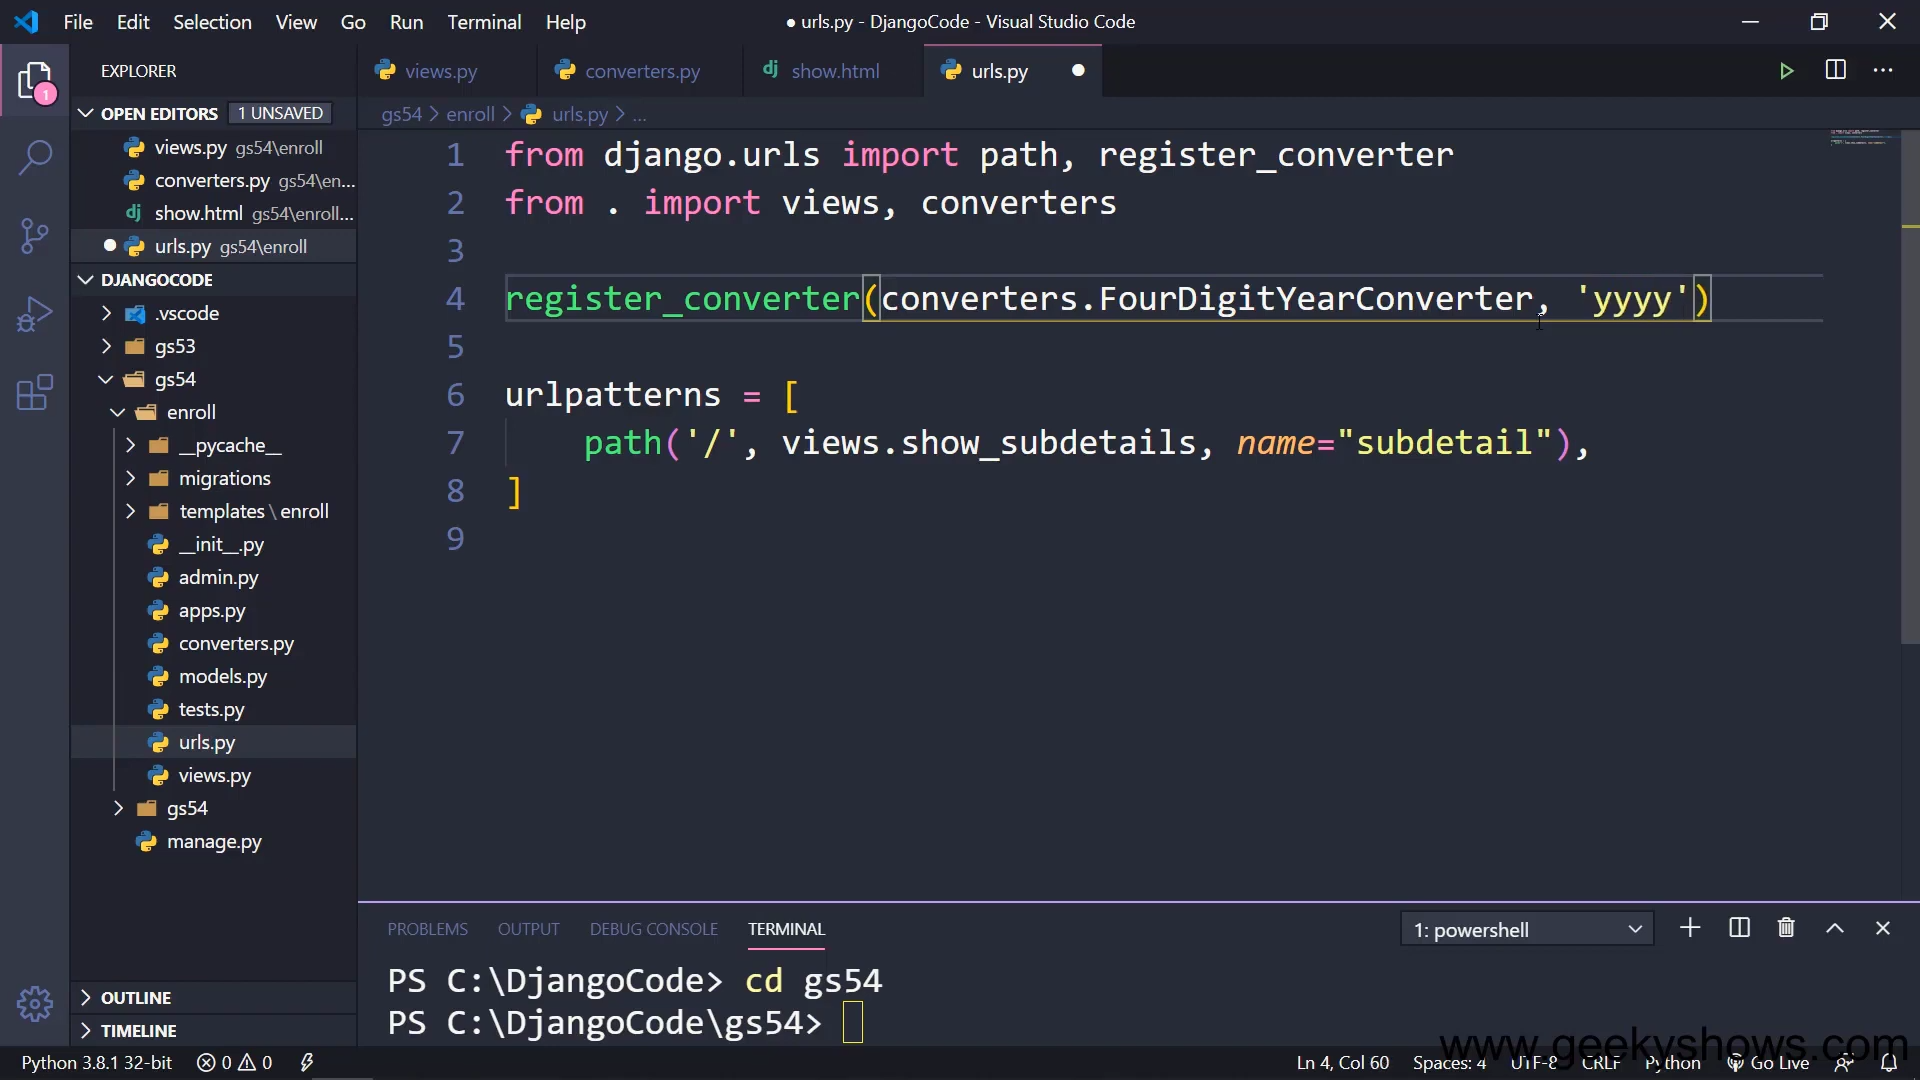 File Edit Selection View Go Run Terminal Help
● urls.py - DjangoCode - Visual Studio Code
EXPLORER
views.py
converters.py
dj show.html
urls.py
OPEN EDITORS 1 UNSAVED
gs54 > enroll > urls.py > ...
views.py gs54\enroll
converters.py gs54\en...
dj show.html gs54\enroll...
urls.py gs54\enroll
DJANGOCODE
.vscode
gs53
gs54
enroll
__pycache__
migrations
templates\enroll
__init__.py
admin.py
apps.py
converters.py
models.py
tests.py
urls.py
views.py
gs54
manage.py
OUTLINE
TIMELINE
1 from django.urls import path, register_converter
2 from . import views, converters
3
4 register_converter(converters.FourDigitYearConverter, 'yyyy')
5
6 urlpatterns = [
7 path('/', views.show_subdetails, name="subdetail"),
8 ]
9
PROBLEMS OUTPUT DEBUG CONSOLE TERMINAL
1: powershell
PS C:\DjangoCode> cd gs54
PS C:\DjangoCode\gs54>
www.geekyshows.com
Python 3.8.1 32-bit 0 0
Ln 4, Col 60 Spaces: 4 UTF-8 CRLF Python Go Live
1